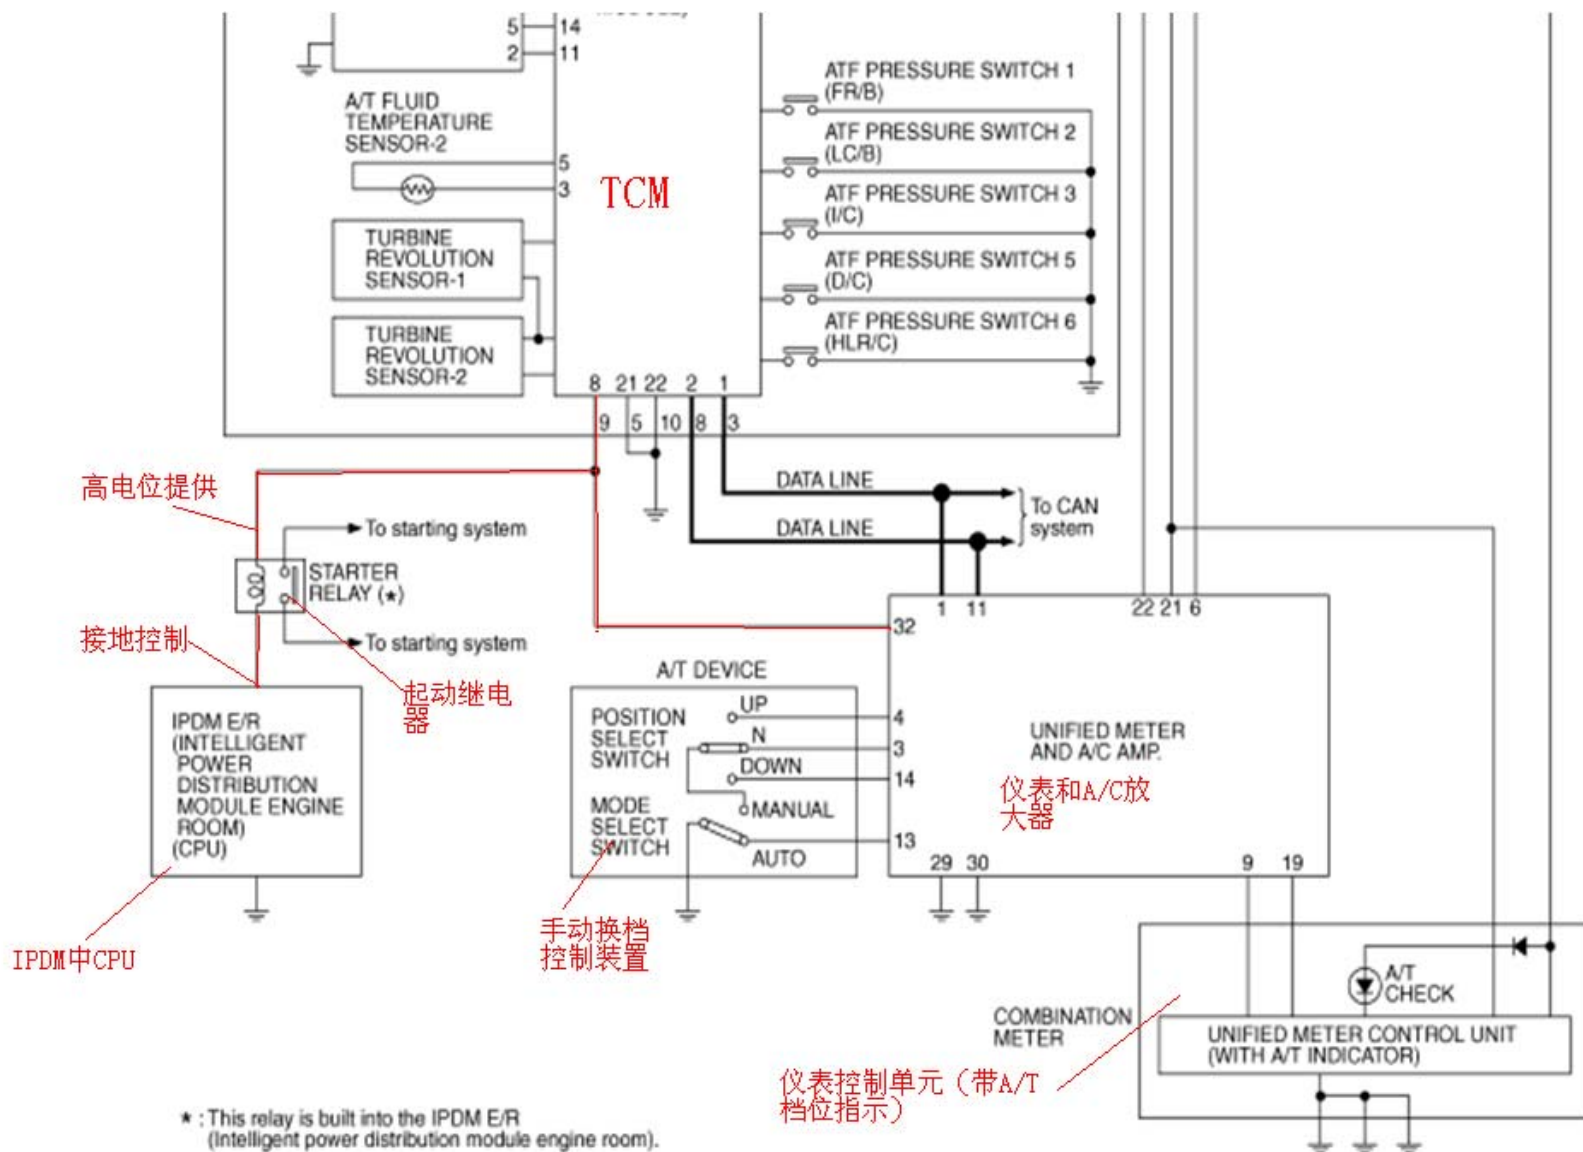 5 14
2 11
A/T FLUID
TEMPERATURE
SENSOR-2
5
3
TCM
TURBINE
REVOLUTION
SENSOR-1
TURBINE
REVOLUTION
SENSOR-2
ATF PRESSURE SWITCH 1
(FR/B)
ATF PRESSURE SWITCH 2
(LC/B)
ATF PRESSURE SWITCH 3
(I/C)
ATF PRESSURE SWITCH 5
(D/C)
ATF PRESSURE SWITCH 6
(HLR/C)
8 21 22 2 1
9 5 10 8 3
高电位提供
DATA LINE
DATA LINE
To CAN
system
To starting system
STARTER
RELAY (*)
To starting system
接地控制
起动继电
器
IPDM E/R
(INTELLIGENT
POWER
DISTRIBUTION
MODULE ENGINE
ROOM)
(CPU)
IPDM中CPU
A/T DEVICE
POSITION
SELECT
SWITCH
UP
N
DOWN
MODE
SELECT
SWITCH
MANUAL
AUTO
手动换档
控制装置
1 11 22 21 6
32
4
3
14
13
UNIFIED METER
AND A/C AMP.
仪表和A/C放
大器
29 30 9 19
A/T
CHECK
COMBINATION
METER
UNIFIED METER CONTROL UNIT
(WITH A/T INDICATOR)
仪表控制单元（带A/T
档位指示）
* : This relay is built into the IPDM E/R
(Intelligent power distribution module engine room).